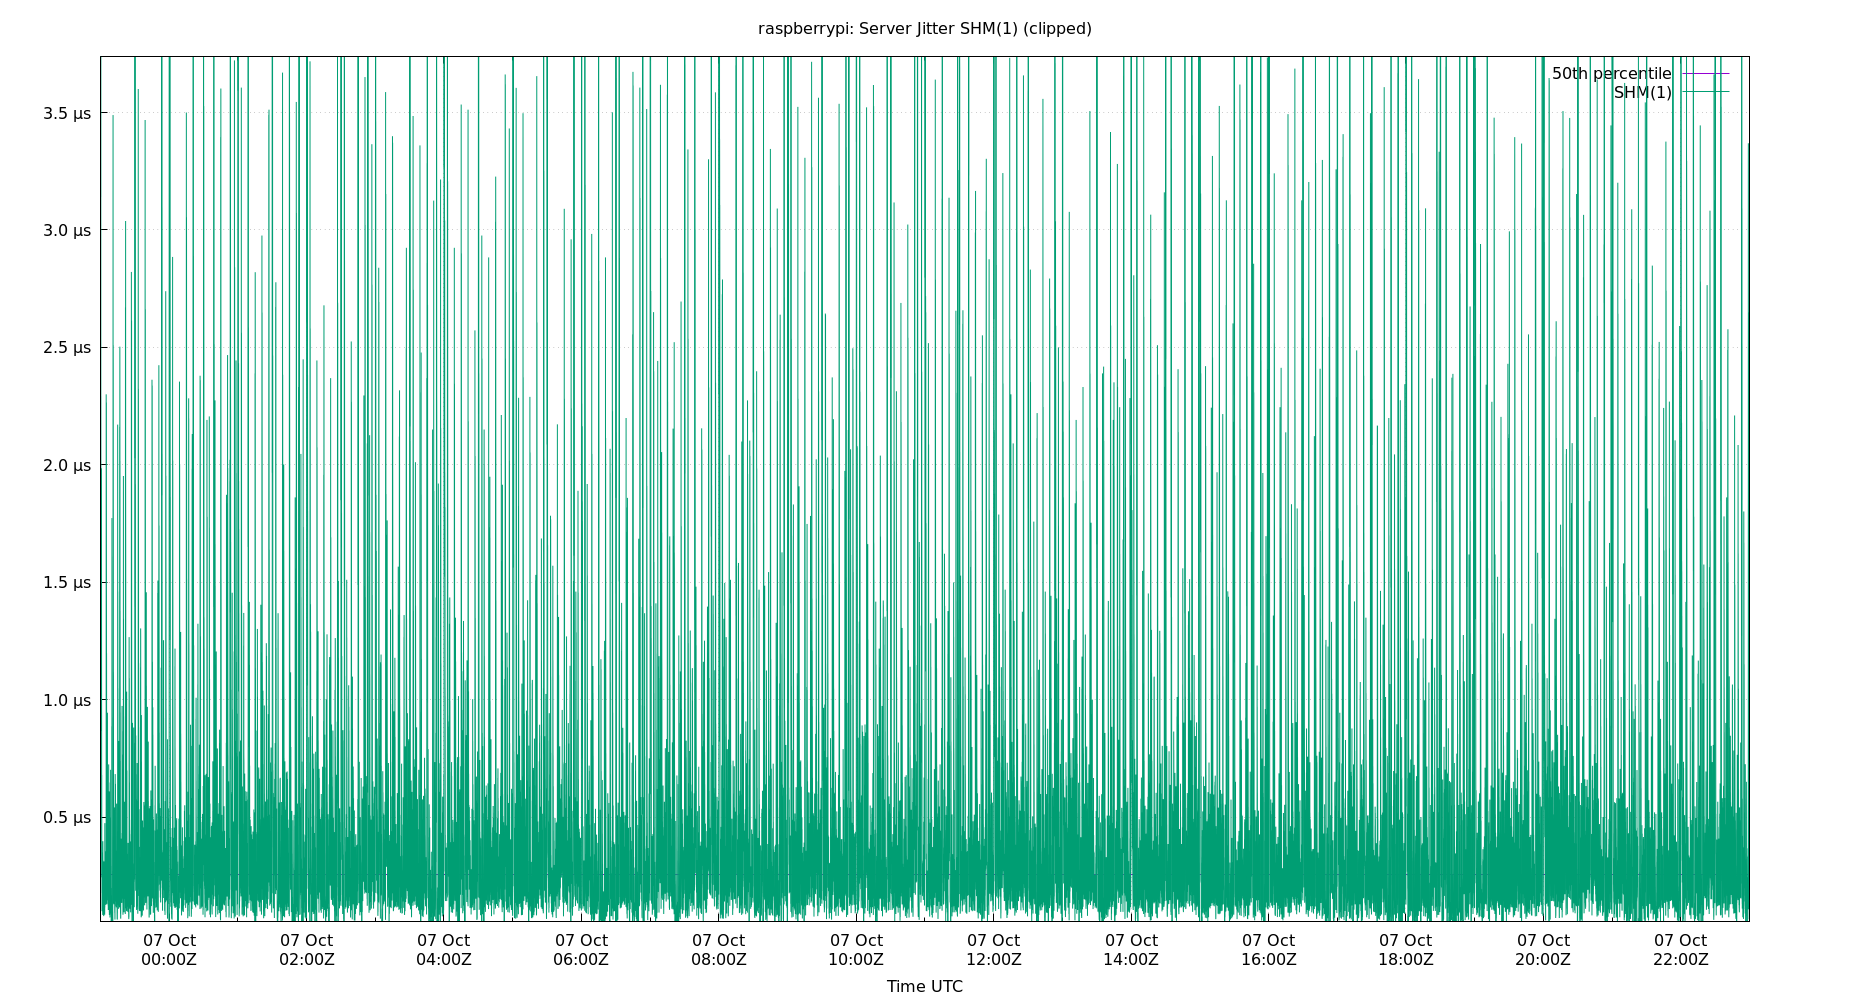 raspberrypi: Server Jitter SHM(1) (clipped)
50th percentile
SHM(1)
3.5 μs
3.0 μs
2.5 μs
2.0 μs
1.5 μs
1.0 μs
0.5 μs
07 Oct 07 Oct 07 Oct 07 Oct 07 Oct 07 Oct 07 Oct 07 Oct 07 Oct 07 Oct 07 Oct 07 Oct
00:00Z 02:00Z 04:00Z 06:00Z 08:00Z 10:00Z 12:00Z 14:00Z 16:00Z 18:00Z 20:00Z 22:00Z
Time UTC